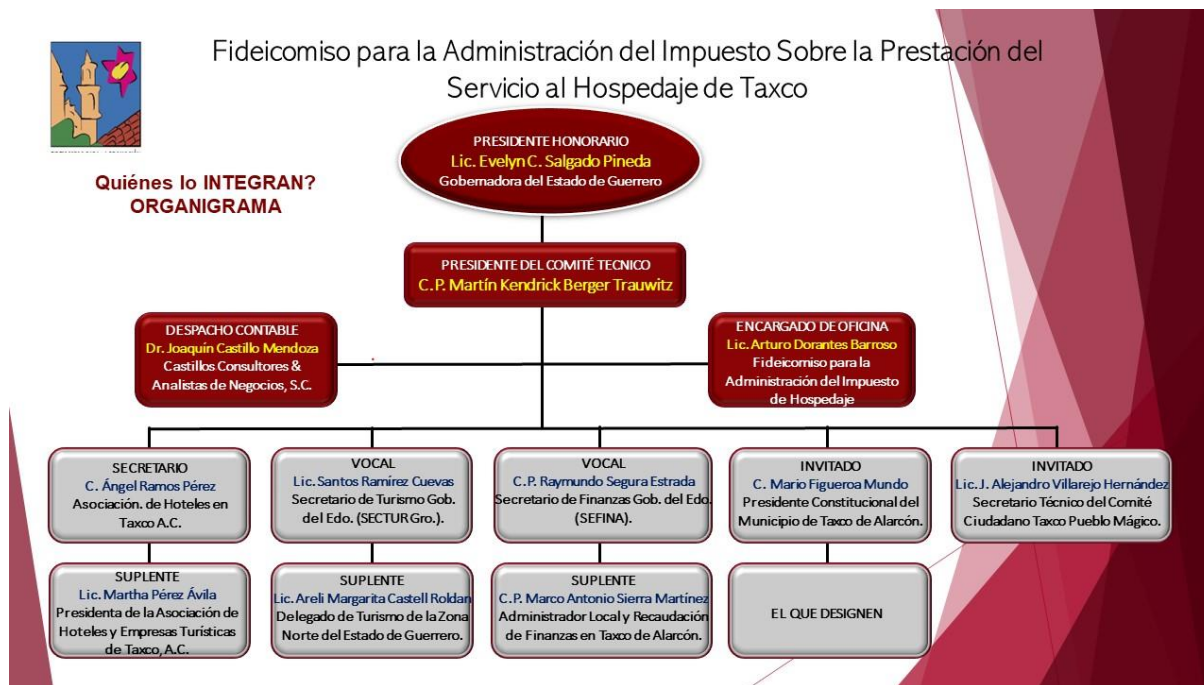 Fideicomiso para la Administración del Impuesto Sobre la Prestación del
Servicio al Hospedaje de Taxco
Quiénes lo INTEGRAN?
ORGANIGRAMA
PRESIDENTE HONORARIO
Lic. Evelyn C. Salgado Pineda
Gobernadora del Estado de Guerrero
PRESIDENTE DEL COMITÉ TECNICO
C.P. Martín Kendrick Berger Trauwitz
DESPACHO CONTABLE
Dr. Joaquín Castillo Mendoza
Castillos Consultores &
Analistas de Negocios, S.C.
ENCARGADO DE OFICINA
Lic. Arturo Dorantes Barroso
Fideicomiso para la
Administración del Impuesto
de Hospedaje
SECRETARIO
C. Ángel Ramos Pérez
Asociación. de Hoteles en
Taxco A.C.
VOCAL
Lic. Santos Ramírez Cuevas
Secretario de Turismo Gob.
del Edo. (SECTUR Gro.).
VOCAL
C.P. Raymundo Segura Estrada
Secretario de Finanzas Gob. del Edo.
(SEFINA).
INVITADO
C. Mario Figueroa Mundo
Presidente Constitucional del
Municipio de Taxco de Alarcón.
INVITADO
Lic. J. Alejandro Villarejo Hernández
Secretario Técnico del Comité
Ciudadano Taxco Pueblo Mágico.
SUPLENTE
Lic. Martha Pérez Ávila
Presidenta de la Asociación de
Hoteles y Empresas Turísticas
de Taxco, A.C.
SUPLENTE
Lic. Areli Margarita Castell Roldan
Delegado de Turismo de la Zona
Norte del Estado de Guerrero.
SUPLENTE
C.P. Marco Antonio Sierra Martínez
Administrador Local y Recaudación
de Finanzas en Taxco de Alarcón.
EL QUE DESIGNEN